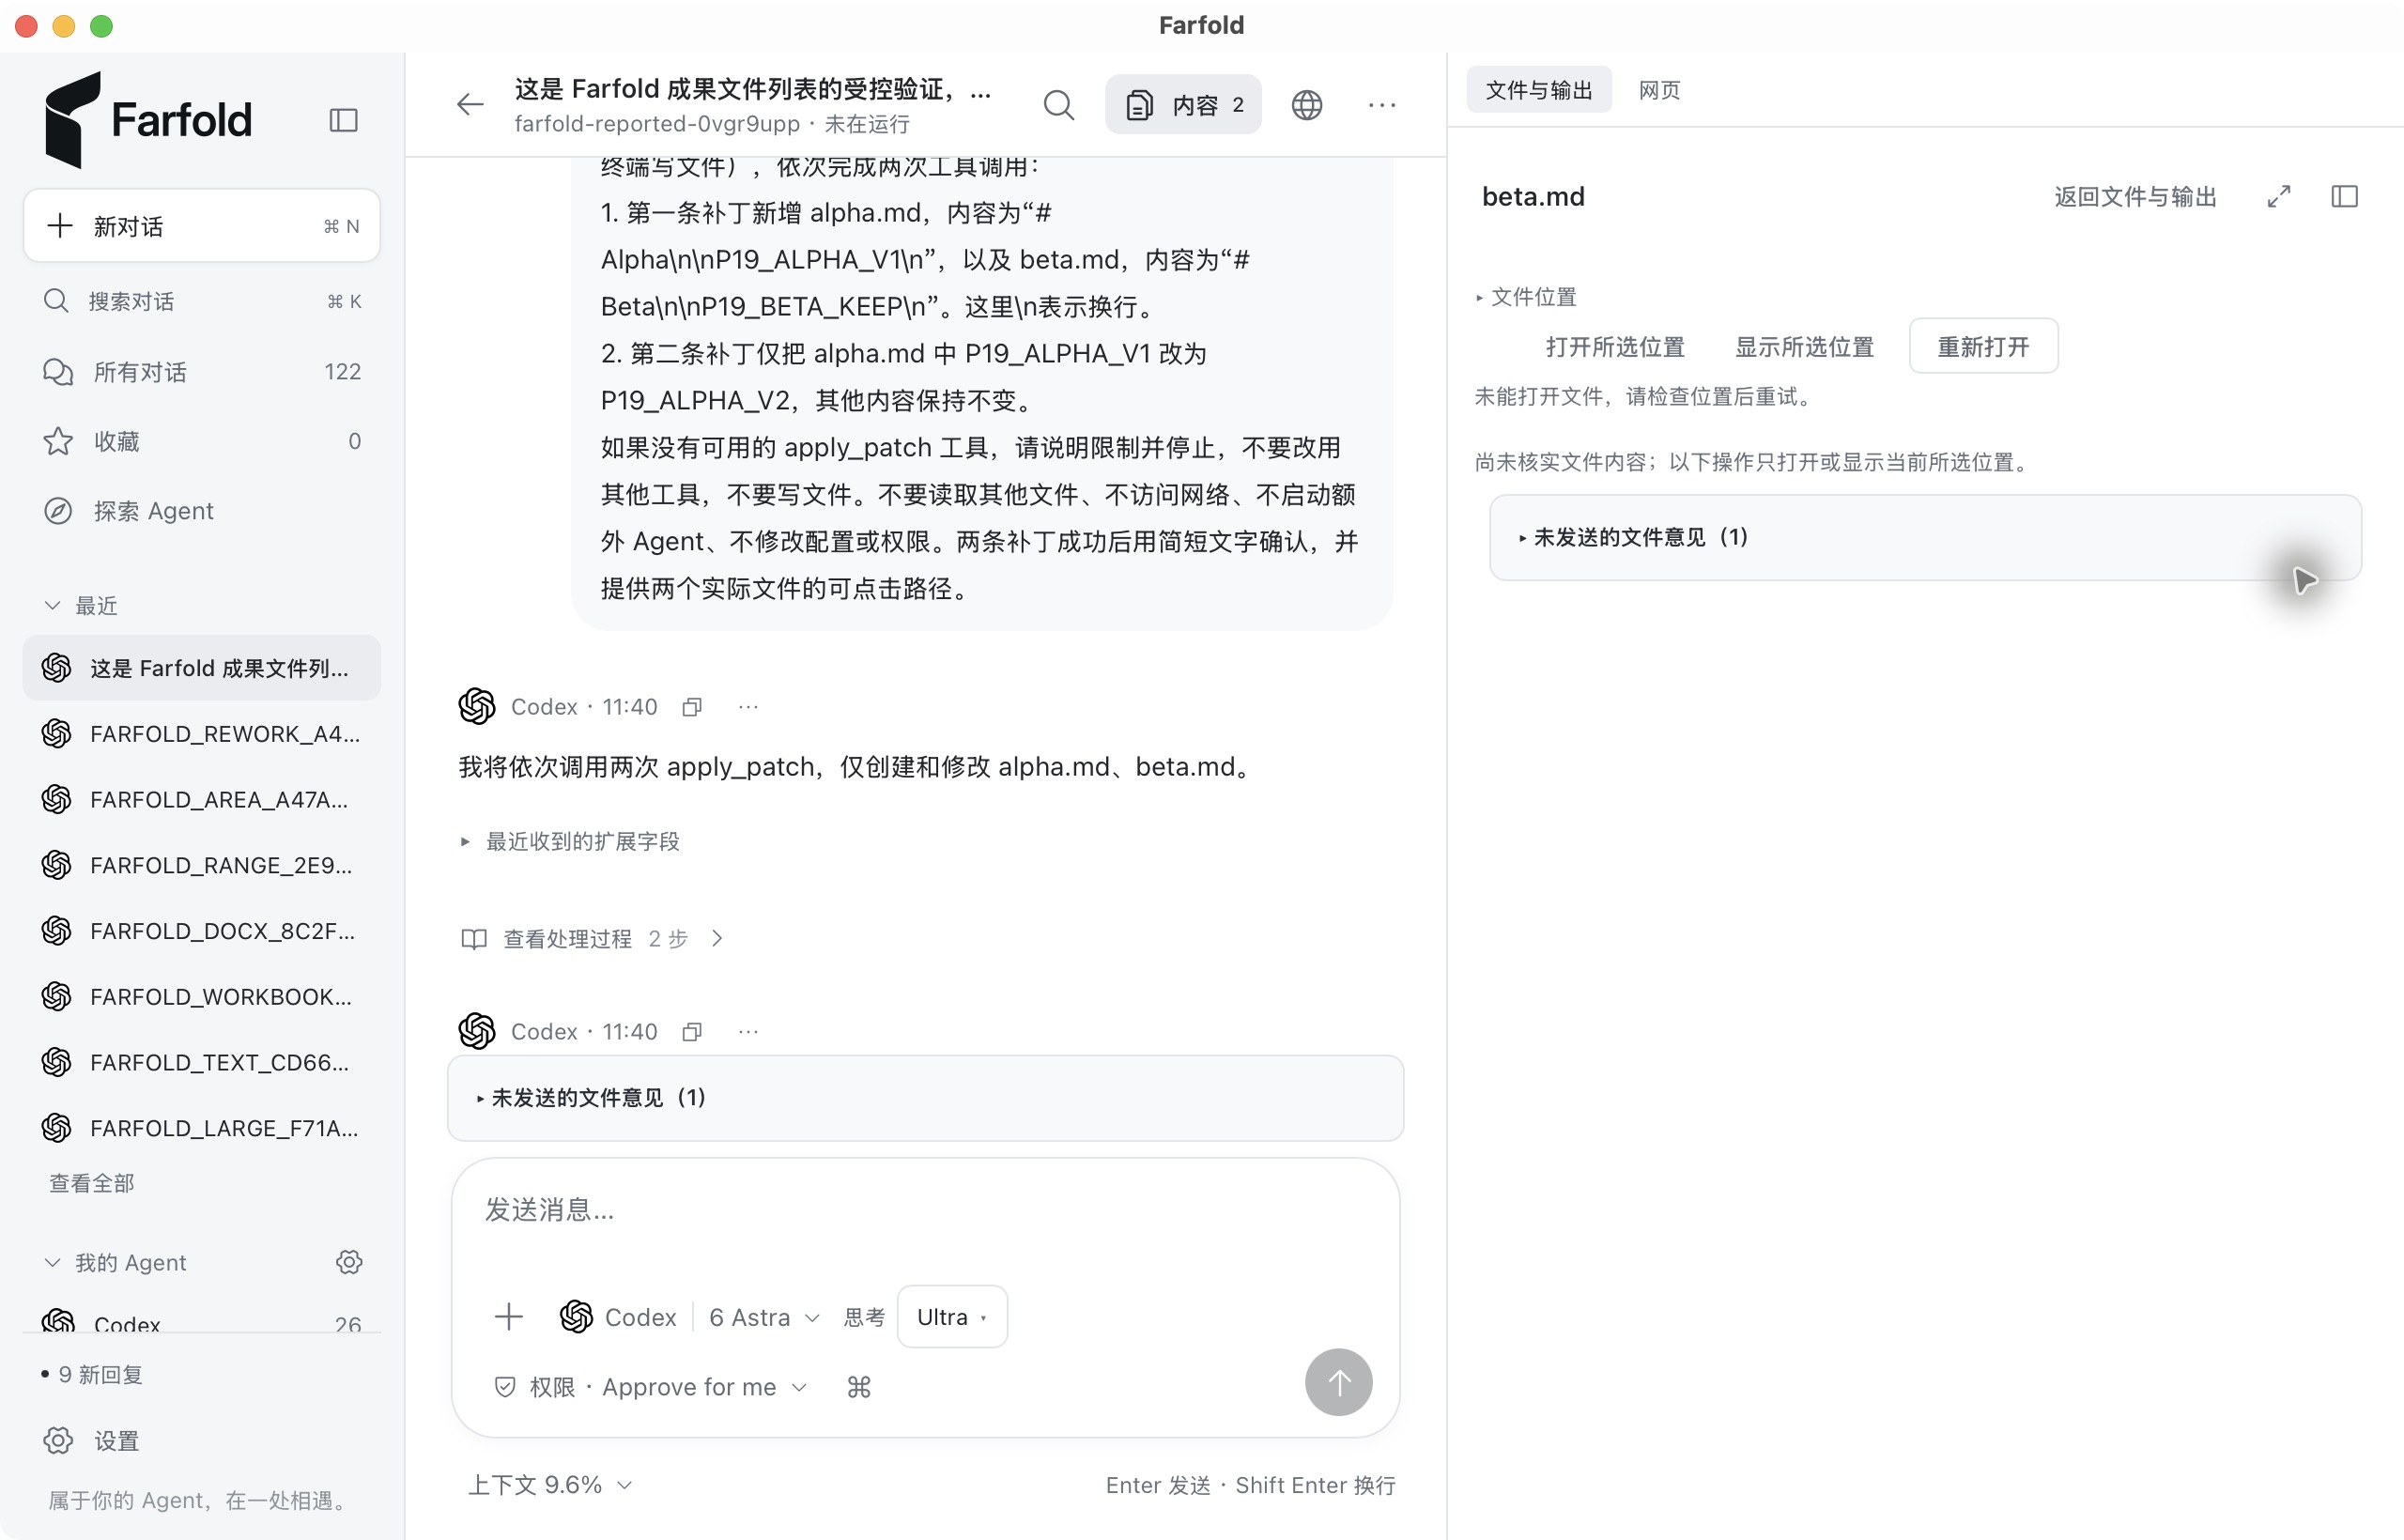 Farfold
Farfold
新对话
⌘ N
搜索对话
⌘ K
所有对话
122
收藏
0
探索 Agent
最近
这是 Farfold 成果文件列...
FARFOLD_REWORK_A4...
FARFOLD_AREA_A47A...
FARFOLD_RANGE_2E9...
FARFOLD_DOCX_8C2F...
FARFOLD_WORKBOOK...
FARFOLD_TEXT_CD66...
FARFOLD_LARGE_F71A...
查看全部
我的 Agent
Codex
26
9 新回复
设置
属于你的 Agent，在一处相遇。
这是 Farfold 成果文件列表的受控验证，...
farfold-reported-0vgr9upp · 未在运行
内容 2
终端写文件），依次完成两次工具调用：
1. 第一条补丁新增 alpha.md，内容为“#
Alpha\n\nP19_ALPHA_V1\n”，以及 beta.md，内容为“#
Beta\n\nP19_BETA_KEEP\n”。这里\n表示换行。
2. 第二条补丁仅把 alpha.md 中 P19_ALPHA_V1 改为
P19_ALPHA_V2，其他内容保持不变。
如果没有可用的 apply_patch 工具，请说明限制并停止，不要改用
其他工具，不要写文件。不要读取其他文件、不访问网络、不启动额
外 Agent、不修改配置或权限。两条补丁成功后用简短文字确认，并
提供两个实际文件的可点击路径。
Codex · 11:40
我将依次调用两次 apply_patch，仅创建和修改 alpha.md、beta.md。
最近收到的扩展字段
查看处理过程 2 步
Codex · 11:40
未发送的文件意见（1）
发送消息...
Codex
6 Astra
思考
Ultra
权限 · Approve for me
上下文 9.6%
Enter 发送 · Shift Enter 换行
文件与输出
网页
beta.md
返回文件与输出
文件位置
打开所选位置
显示所选位置
重新打开
未能打开文件，请检查位置后重试。
尚未核实文件内容；以下操作只打开或显示当前所选位置。
未发送的文件意见（1）